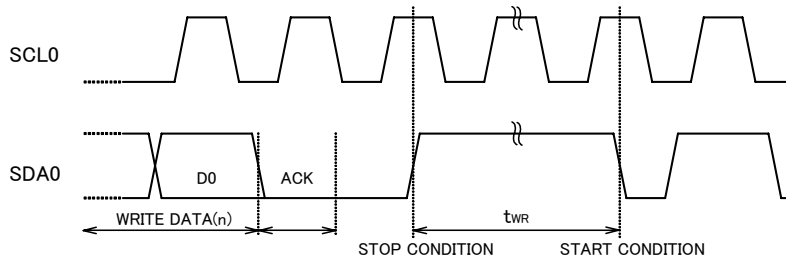 SCL0
SDA0
D0
ACK
WRITE DATA(n)
tWR
STOP CONDITION
START CONDITION